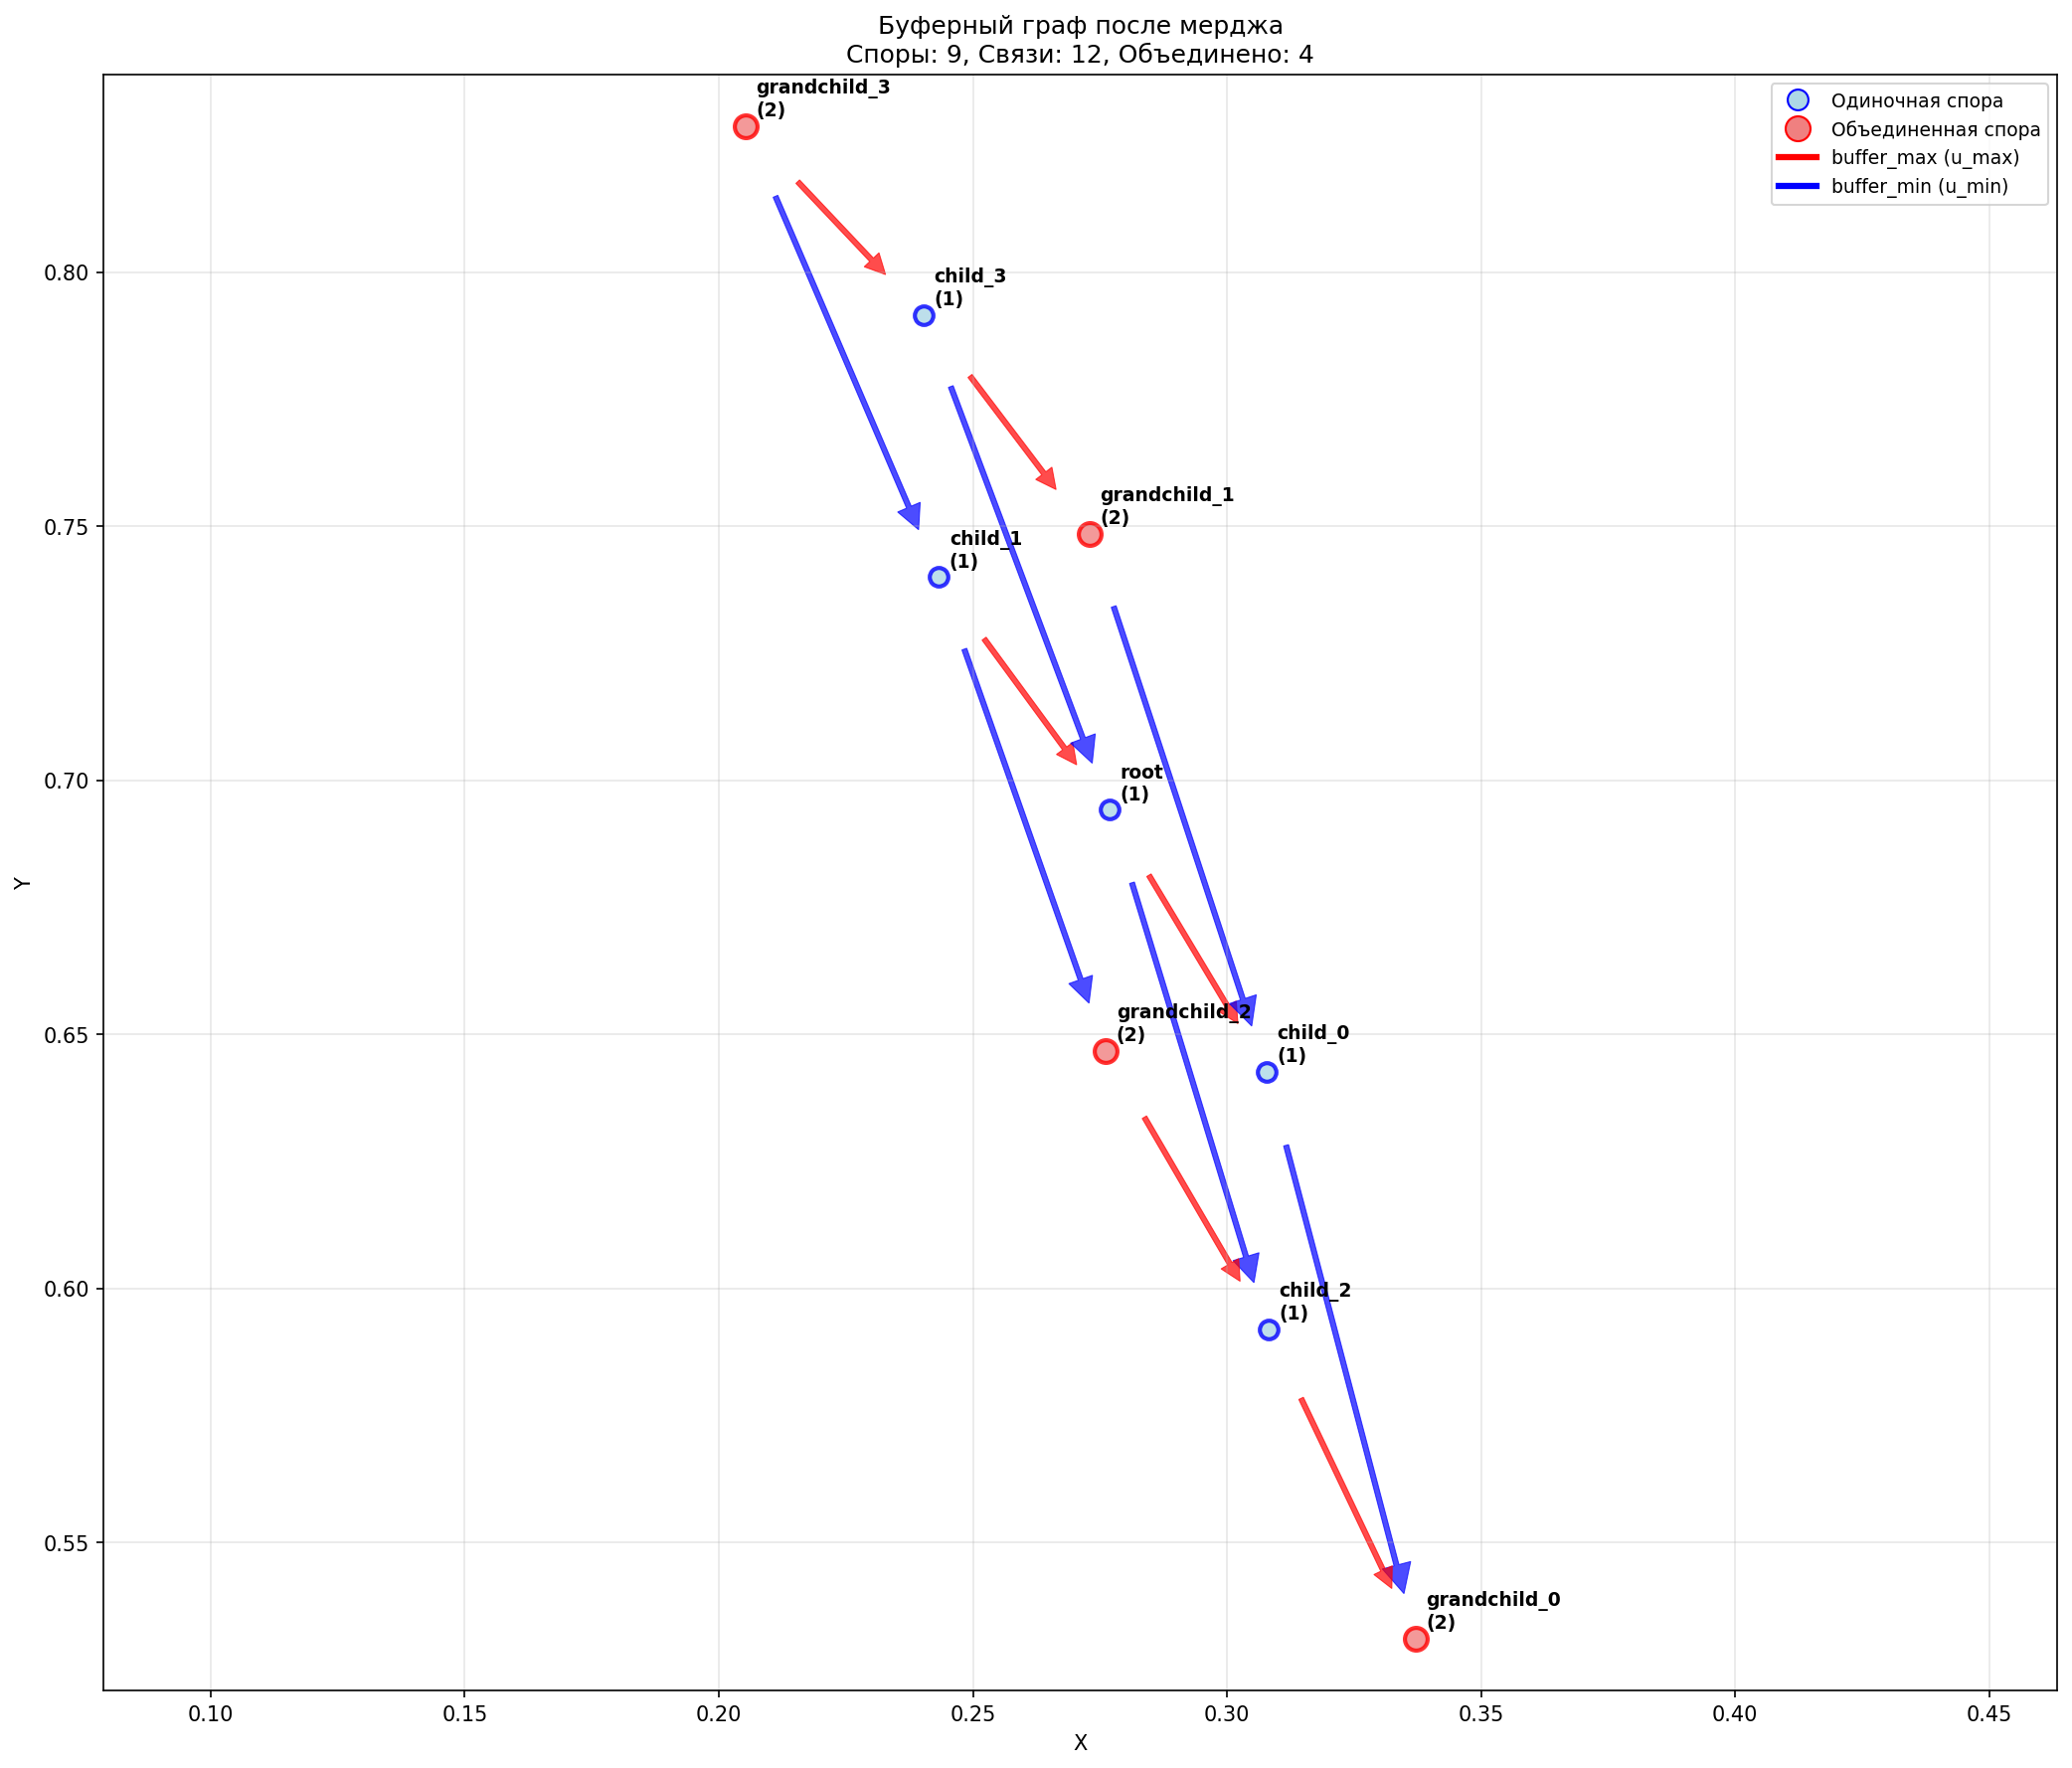 Буферный граф после мерджа
Споры: 9, Связи: 12, Объединено: 4
Одиночная спора
Объединенная спора
buffer_max (u_max)
buffer_min (u_min)
grandchild_3
(2)
child_3
(1)
grandchild_1
(2)
child_1
(1)
root
(1)
grandchild_2
(2)
child_0
(1)
child_2
(1)
grandchild_0
(2)
0.80
0.75
0.70
0.65
0.60
0.55
Y
0.10 0.15 0.20 0.25 0.30 0.35 0.40 0.45
X